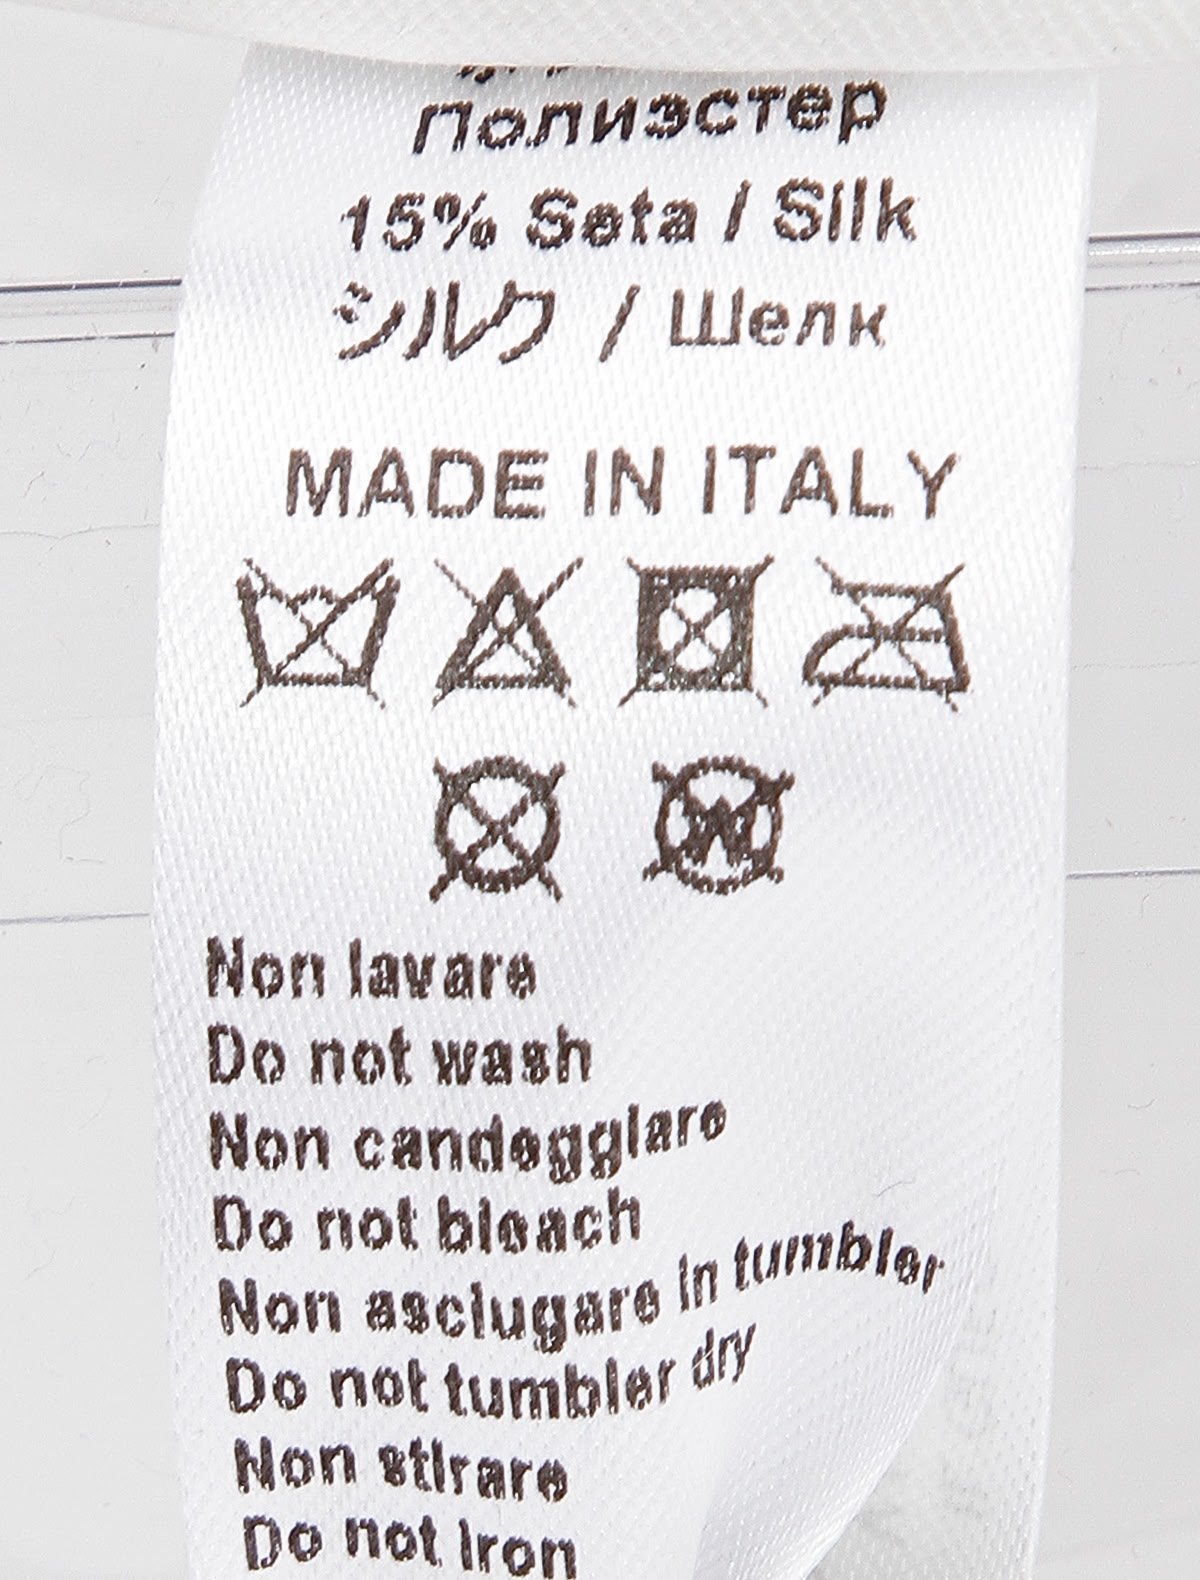 Полиэстер
15% Seta / Silk
シルク / Шелк
MADE IN ITALY
Non lavare
Do not wash
Non candeggiare
Do not bleach
Non asciugare in tumbler
Do not tumbler dry
Non stirare
Do not iron